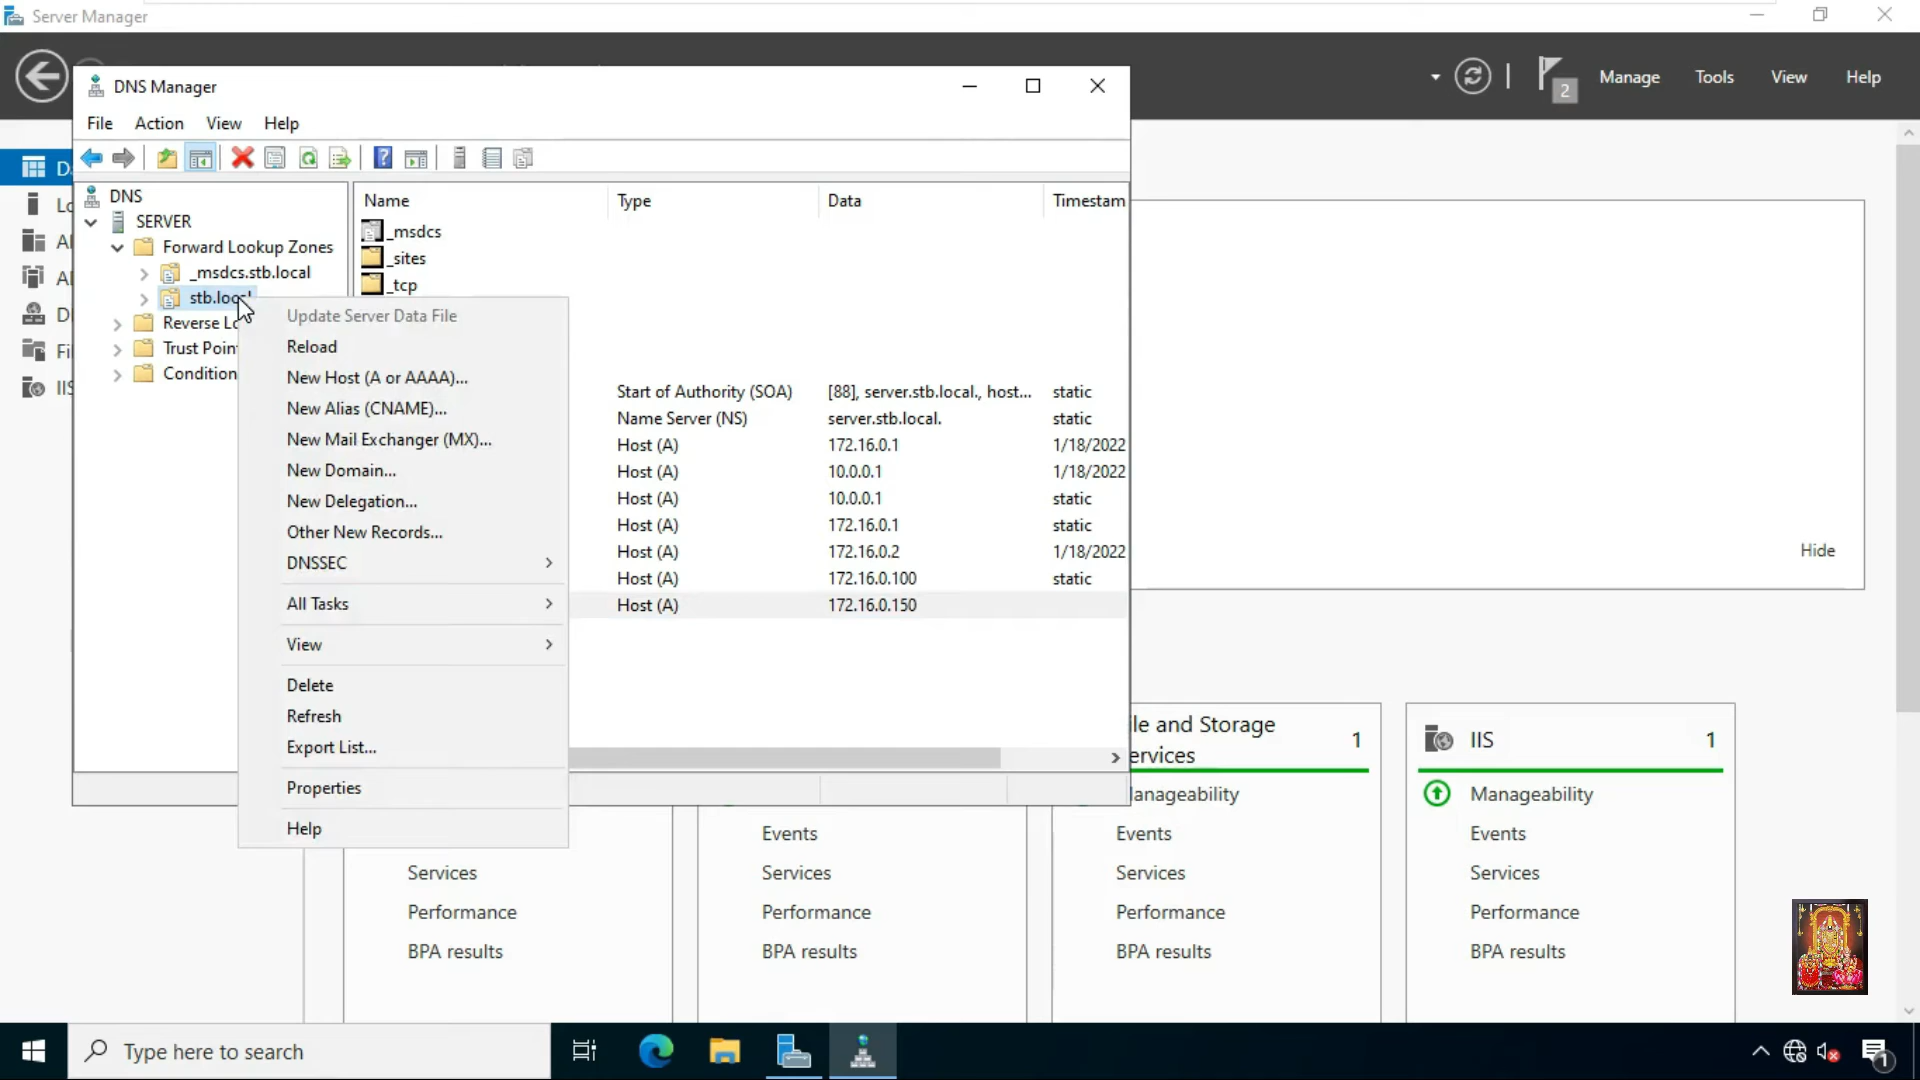 Server Manager
2
Manage
Tools
View
Help
DNS Manager
File
Action
View
Help
DNS
SERVER
Forward Lookup Zones
_msdcs.stb.local
stb.local
Reverse Lo
Trust Poin
Condition
Name
Type
Data
Timestam
_msdcs
_sites
_tcp
Start of Authority (SOA)
[88], server.stb.local., host...
static
Name Server (NS)
server.stb.local.
static
Host (A)
172.16.0.1
1/18/2022
Host (A)
10.0.0.1
1/18/2022
Host (A)
10.0.0.1
static
Host (A)
172.16.0.1
static
Host (A)
172.16.0.2
1/18/2022
Host (A)
172.16.0.100
static
Host (A)
172.16.0.150
Update Server Data File
Reload
New Host (A or AAAA)...
New Alias (CNAME)...
New Mail Exchanger (MX)...
New Domain...
New Delegation...
Other New Records...
DNSSEC
All Tasks
View
Delete
Refresh
Export List...
Properties
Help
Hide
Services
Performance
BPA results
Events
Services
Performance
BPA results
ile and Storage
ervices
1
lanageability
Events
Services
Performance
BPA results
IIS
1
Manageability
Events
Services
Performance
BPA results
Type here to search
1